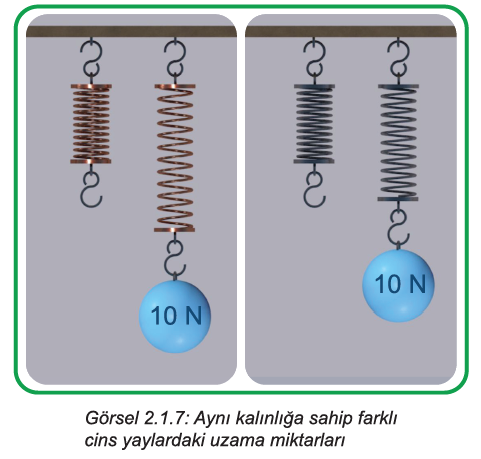 10 N
10 N
Görsel 2.1.7: Aynı kalınlığa sahip farklı
cins yaylardaki uzama miktarları